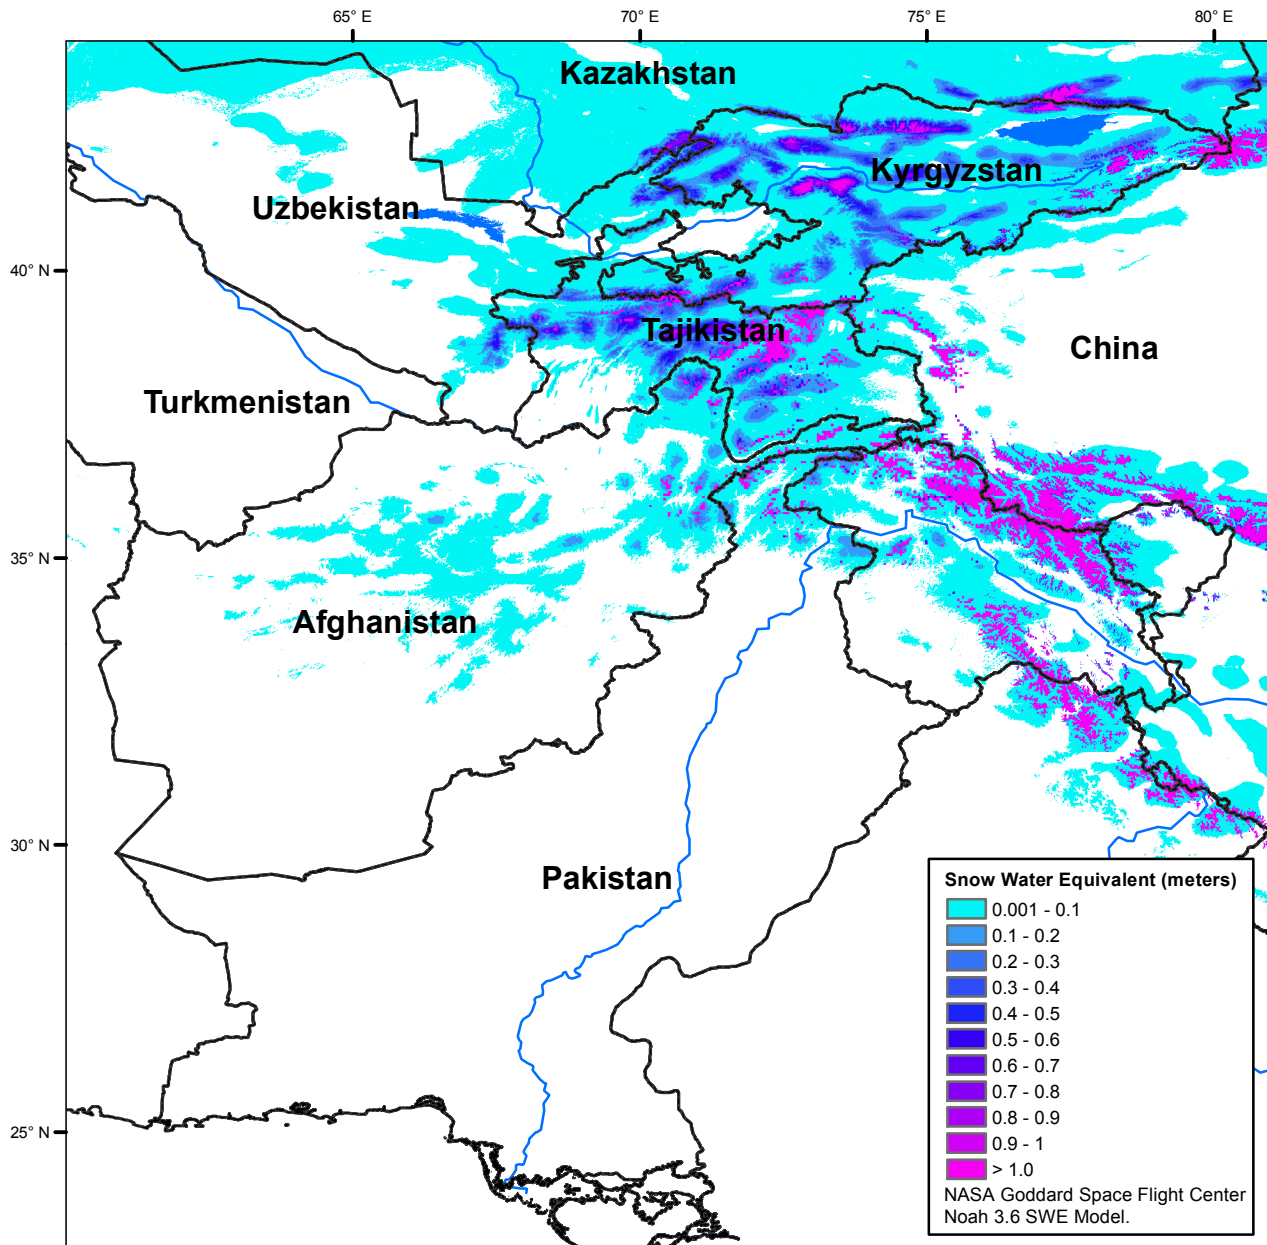 65° E
70° E
75° E
80° E
Kazakhstan
Kyrgyzstan
Uzbekistan
40° N
Tajikistan
China
Turkmenistan
35° N
Afghanistan
30° N
Pakistan
25° N
Snow Water Equivalent (meters)
0.001 - 0.1
0.1 - 0.2
0.2 - 0.3
0.3 - 0.4
0.4 - 0.5
0.5 - 0.6
0.6 - 0.7
0.7 - 0.8
0.8 - 0.9
0.9 - 1
> 1.0
NASA Goddard Space Flight Center
Noah 3.6 SWE Model.